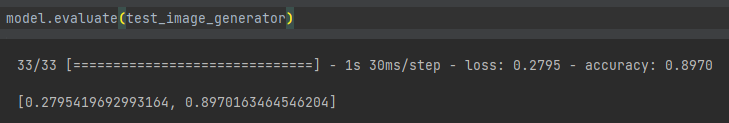 model.evaluate(test_image_generator)
33/33 [==============================] - 1s 30ms/step - loss: 0.2795 - accuracy: 0.8970
[0.2795419692993164, 0.8970163464546204]